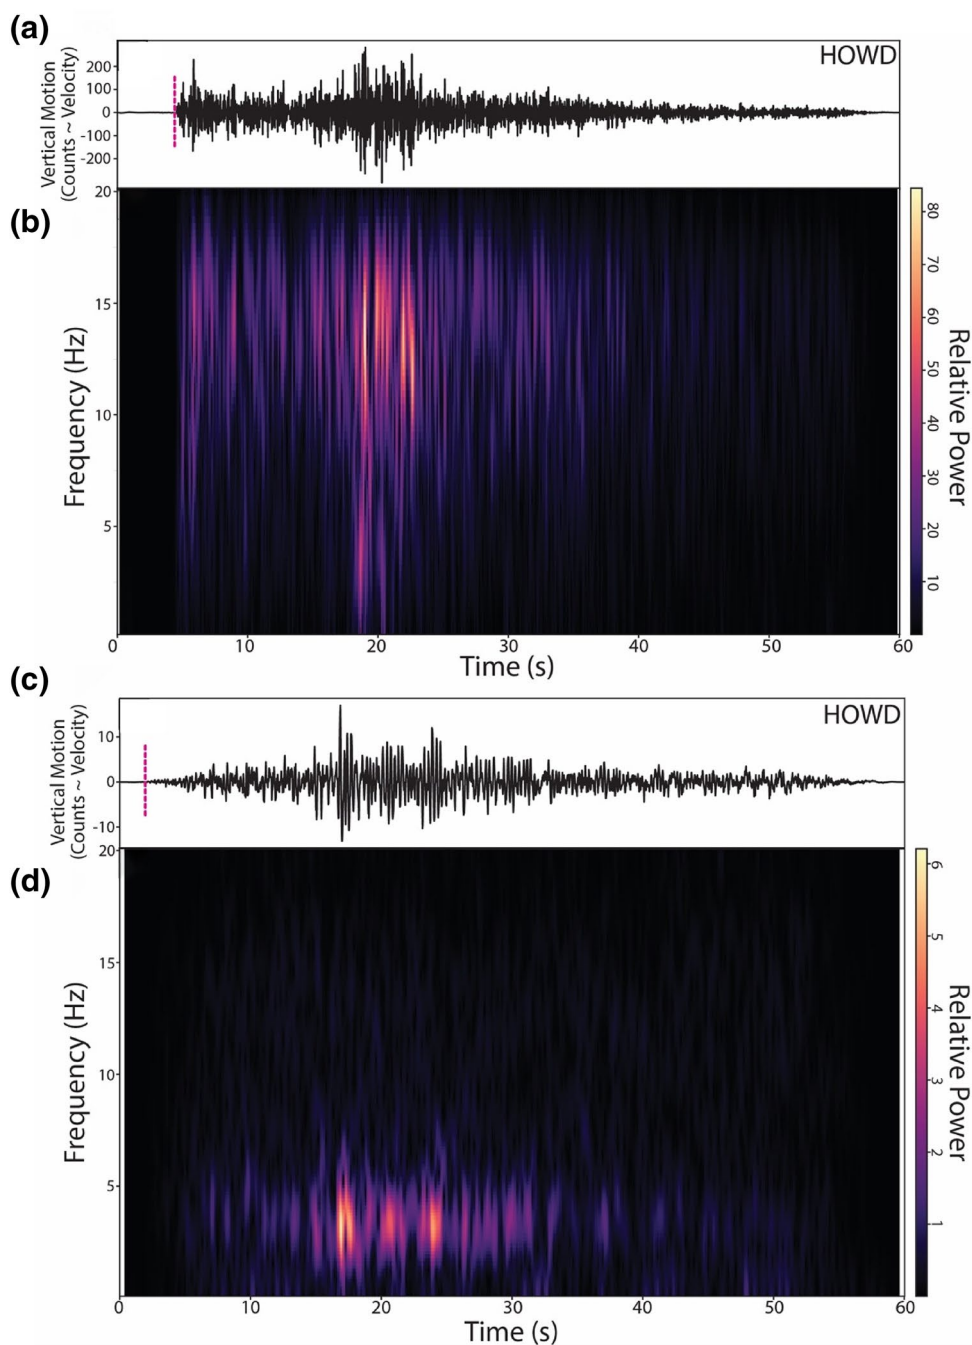 (a)
HOWD
Vertical Motion
(Counts ~ Velocity)
200
100
0
-100
-200
(b)
20
15
10
5
Frequency (Hz)
80
70
60
50
40
30
20
10
Relative Power
0 10 20 30 40 50 60
Time (s)
(c)
HOWD
Vertical Motion
(Counts ~ Velocity)
10
0
-10
(d)
20
15
10
5
Frequency (Hz)
6
5
4
3
2
1
Relative Power
0 10 20 30 40 50 60
Time (s)